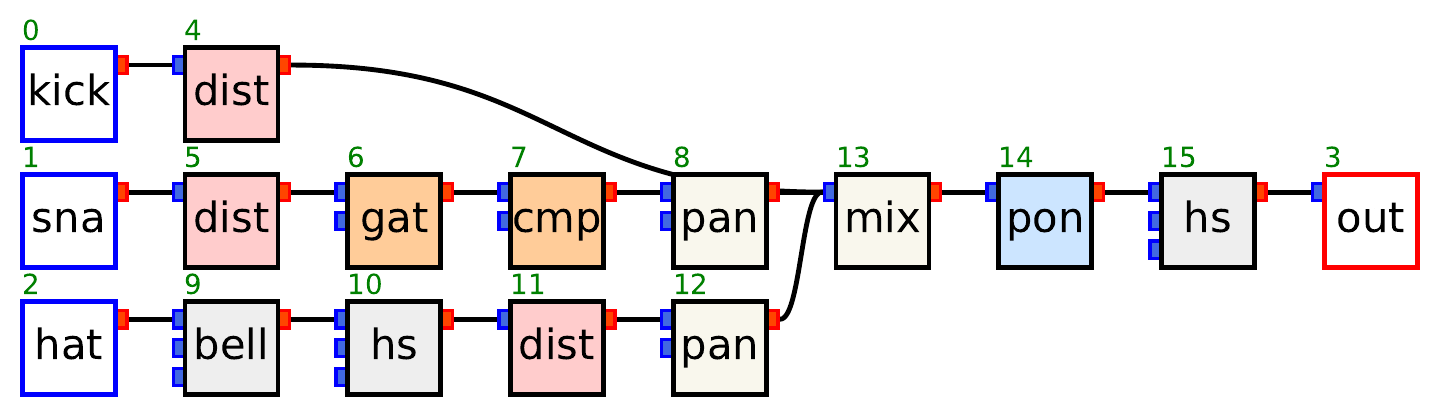 0 4
kick dist
1 5 6 7 8 13 14 15 3
sna dist gat cmp pan mix pon hs out
2 9 10 11 12
hat bell hs dist pan